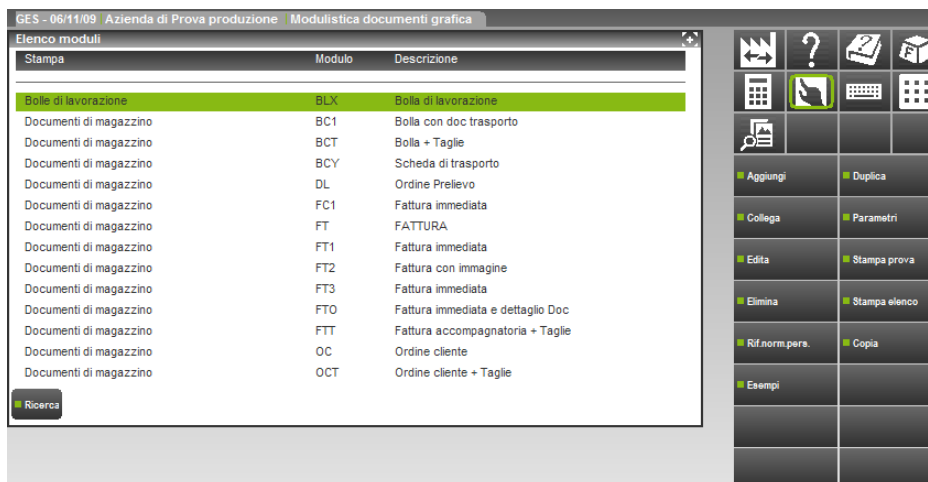 GES - 06/11/09 Azienda di Prova produzione Modulistica documenti grafica
Elenco moduli
Stampa Modulo Descrizione
Bolle di lavorazione BLX Bolla di lavorazione
Documenti di magazzino BC1 Bolla con doc trasporto
Documenti di magazzino BCT Bolla + Taglie
Documenti di magazzino BCY Scheda di trasporto
Documenti di magazzino DL Ordine Prelievo
Documenti di magazzino FC1 Fattura immediata
Documenti di magazzino FT FATTURA
Documenti di magazzino FT1 Fattura immediata
Documenti di magazzino FT2 Fattura con immagine
Documenti di magazzino FT3 Fattura immediata
Documenti di magazzino FTO Fattura immediata e dettaglio Doc
Documenti di magazzino FTT Fattura accompagnatoria + Taglie
Documenti di magazzino OC Ordine cliente
Documenti di magazzino OCT Ordine cliente + Taglie
Ricerca
? ? F
Aggiungi Duplica
Collega Parametri
Edita Stampa prova
Elimina Stampa elenco
Rif.norm.pers. Copia
Esempi